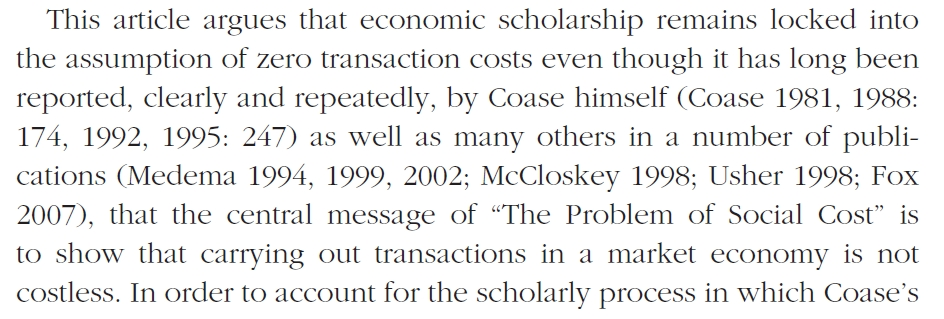 This article argues that economic scholarship remains locked into
the assumption of zero transaction costs even though it has long been
reported, clearly and repeatedly, by Coase himself (Coase 1981, 1988:
174, 1992, 1995: 247) as well as many others in a number of publi-
cations (Medema 1994, 1999, 2002; McCloskey 1998; Usher 1998; Fox
2007), that the central message of “The Problem of Social Cost” is
to show that carrying out transactions in a market economy is not
costless. In order to account for the scholarly process in which Coase’s